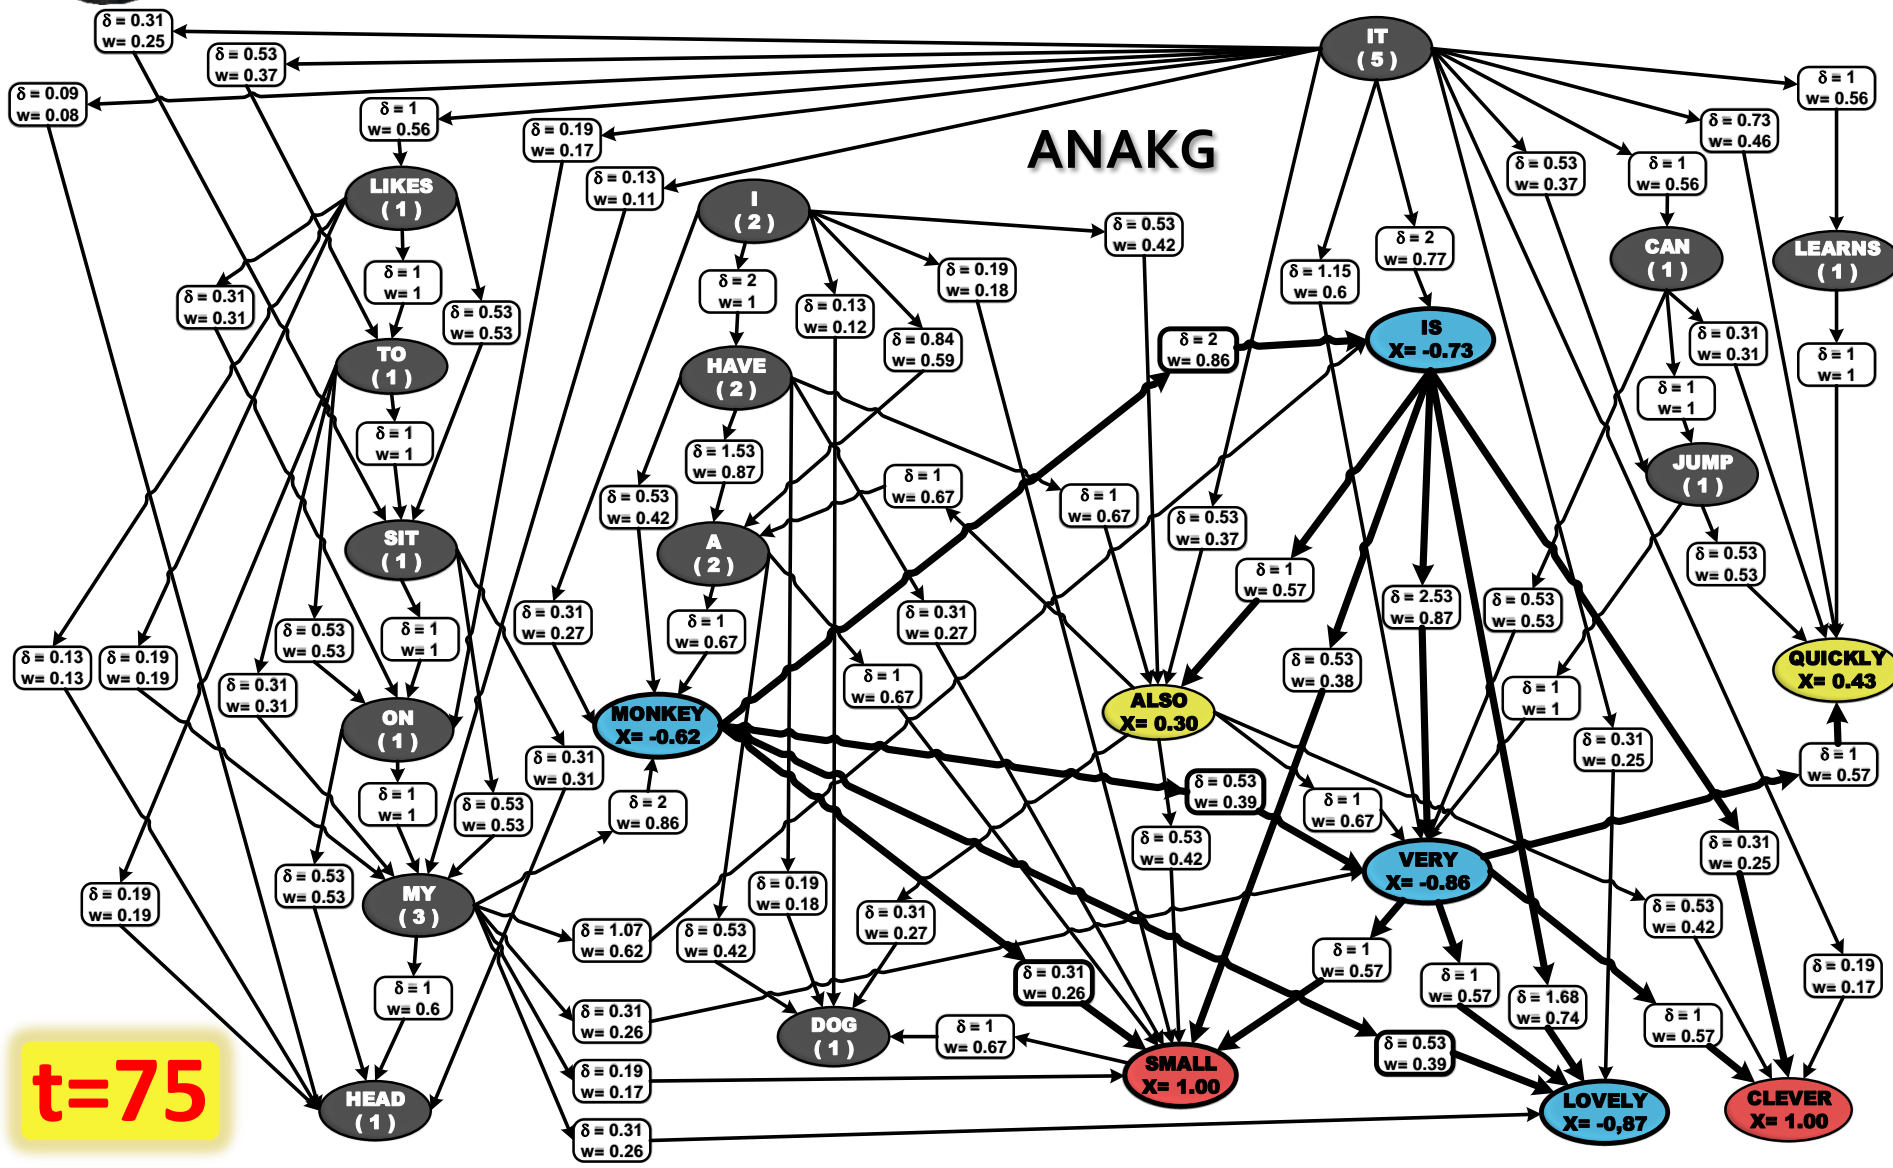 δ = 0.31
w= 0.25
IT
( 5 )
δ = 0.53
w= 0.37
δ = 0.09
w= 0.08
δ = 1
w= 0.56
δ = 1
w= 0.56
δ = 0.19
w= 0.17
ANAKG
δ = 0.73
w= 0.46
δ = 0.53
w= 0.37
δ = 1
w= 0.56
δ = 0.13
w= 0.11
LIKES
( 1 )
I
( 2 )
δ = 0.53
w= 0.42
δ = 2
w= 0.77
CAN
( 1 )
LEARNS
( 1 )
δ = 1
w= 1
δ = 2
w= 1
δ = 0.19
w= 0.18
δ = 1.15
w= 0.6
δ = 0.31
w= 0.31
δ = 0.53
w= 0.53
δ = 0.13
w= 0.12
IS
X= -0.73
δ = 0.84
w= 0.59
δ = 2
w= 0.86
δ = 0.31
w= 0.31
δ = 1
w= 1
TO
( 1 )
HAVE
( 2 )
δ = 1
w= 1
δ = 1
w= 1
δ = 1.53
w= 0.87
δ = 1
w= 0.67
JUMP
( 1 )
δ = 0.53
w= 0.42
δ = 1
w= 0.67
δ = 0.53
w= 0.37
SIT
( 1 )
A
( 2 )
δ = 0.53
w= 0.53
δ = 1
w= 0.57
δ = 2.53
w= 0.87
δ = 0.53
w= 0.53
δ = 0.31
w= 0.27
δ = 1
w= 0.67
δ = 0.31
w= 0.27
δ = 0.53
w= 0.53
δ = 1
w= 1
δ = 0.13
w= 0.13
δ = 0.19
w= 0.19
δ = 0.53
w= 0.38
QUICKLY
X= 0.43
δ = 0.31
w= 0.31
δ = 1
w= 0.67
δ = 1
w= 1
ON
( 1 )
MONKEY
X= -0.62
ALSO
X= 0.30
δ = 0.31
w= 0.25
δ = 0.31
w= 0.31
δ = 1
w= 0.57
δ = 1
w= 1
δ = 0.53
w= 0.53
δ = 2
w= 0.86
δ = 0.53
w= 0.39
δ = 1
w= 0.67
δ = 0.53
w= 0.42
δ = 0.31
w= 0.25
VERY
X= -0.86
δ = 0.19
w= 0.19
δ = 0.53
w= 0.53
MY
( 3 )
δ = 0.19
w= 0.18
δ = 0.31
w= 0.27
δ = 0.53
w= 0.42
δ = 1.07
w= 0.62
δ = 0.53
w= 0.42
δ = 1
w= 0.57
δ = 0.31
w= 0.26
δ = 1
w= 0.57
δ = 0.19
w= 0.17
δ = 1
w= 0.6
δ = 1.68
w= 0.74
δ = 0.31
w= 0.26
DOG
( 1 )
δ = 1
w= 0.67
δ = 1
w= 0.57
δ = 0.53
w= 0.39
t=75
δ = 0.19
w= 0.17
SMALL
X= 1.00
HEAD
( 1 )
LOVELY
X= -0,87
CLEVER
X= 1.00
δ = 0.31
w= 0.26